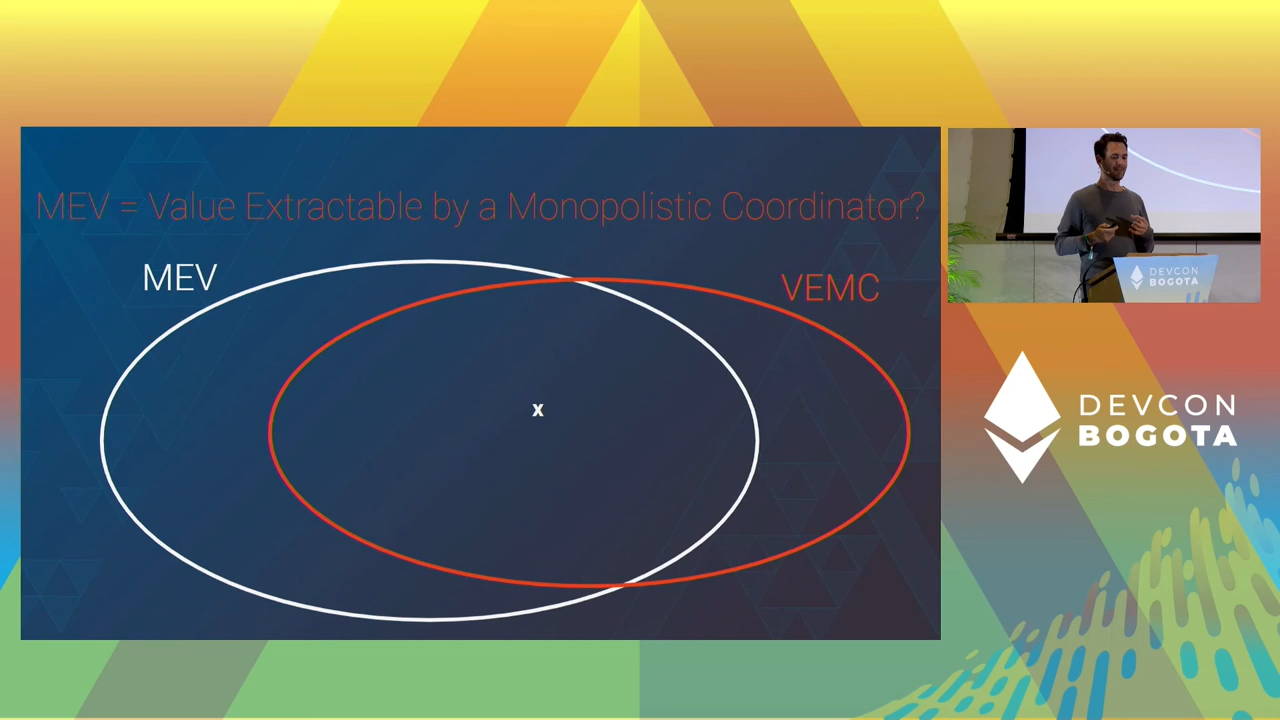 MEV = Value Extractable by a Monopolistic Coordinator?
MEV
VEMC
x
DEVCON
BOGOTA
DEVCON
BOGOTA